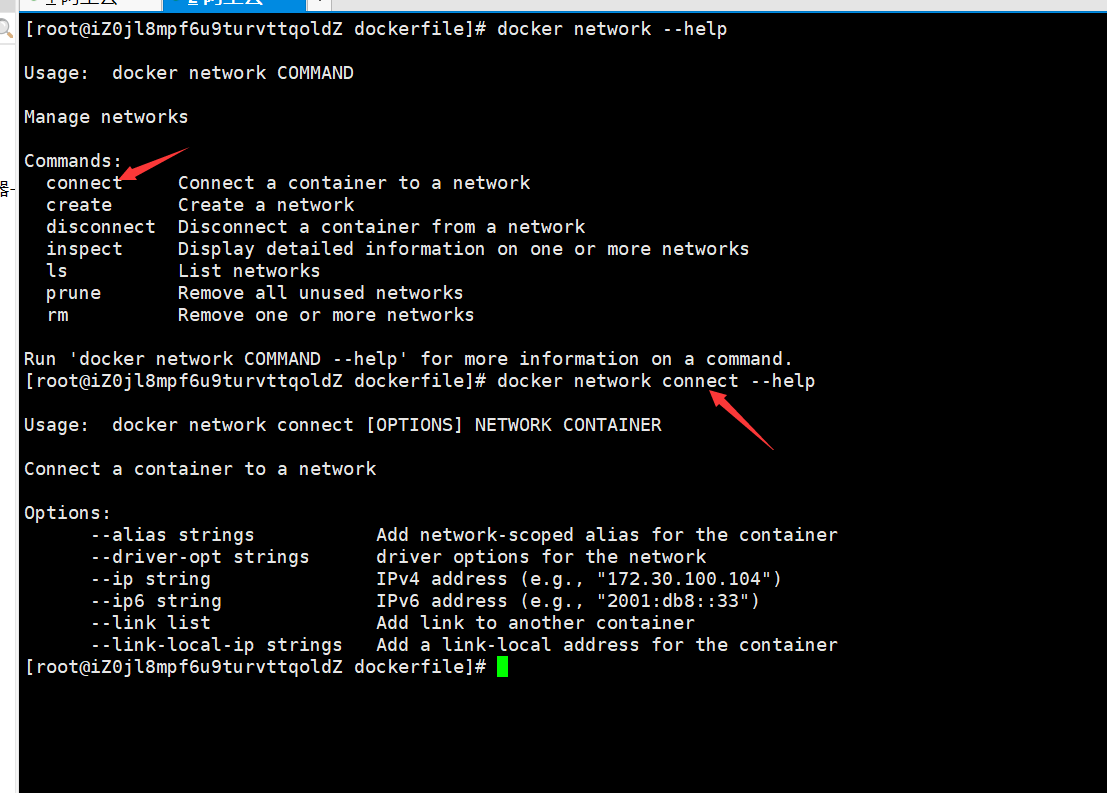 [root@iZ0jl8mpf6u9turvttqoldZ dockerfile]# docker network --help
Usage:  docker network COMMAND
Manage networks
Commands:
  connect     Connect a container to a network
  create      Create a network
  disconnect  Disconnect a container from a network
  inspect     Display detailed information on one or more networks
  ls          List networks
  prune       Remove all unused networks
  rm          Remove one or more networks
Run 'docker network COMMAND --help' for more information on a command.
[root@iZ0jl8mpf6u9turvttqoldZ dockerfile]# docker network connect --help
Usage:  docker network connect [OPTIONS] NETWORK CONTAINER
Connect a container to a network
Options:
      --alias strings           Add network-scoped alias for the container
      --driver-opt strings      driver options for the network
      --ip string               IPv4 address (e.g., "172.30.100.104")
      --ip6 string              IPv6 address (e.g., "2001:db8::33")
      --link list               Add link to another container
      --link-local-ip strings   Add a link-local address for the container
[root@iZ0jl8mpf6u9turvttqoldZ dockerfile]#